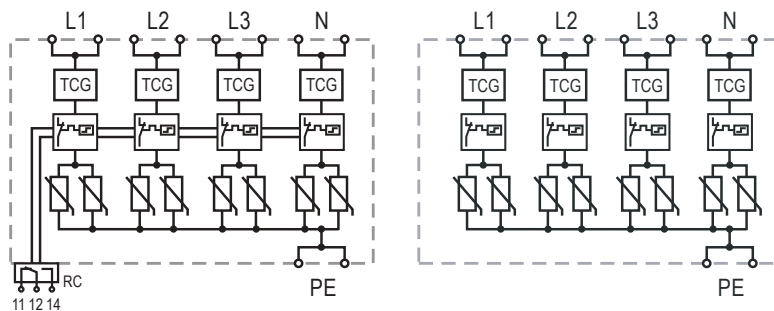 L1 L2 L3 N L1 L2 L3 N
TCG TCG TCG TCG TCG TCG TCG TCG
RC
PE PE
11 12 14